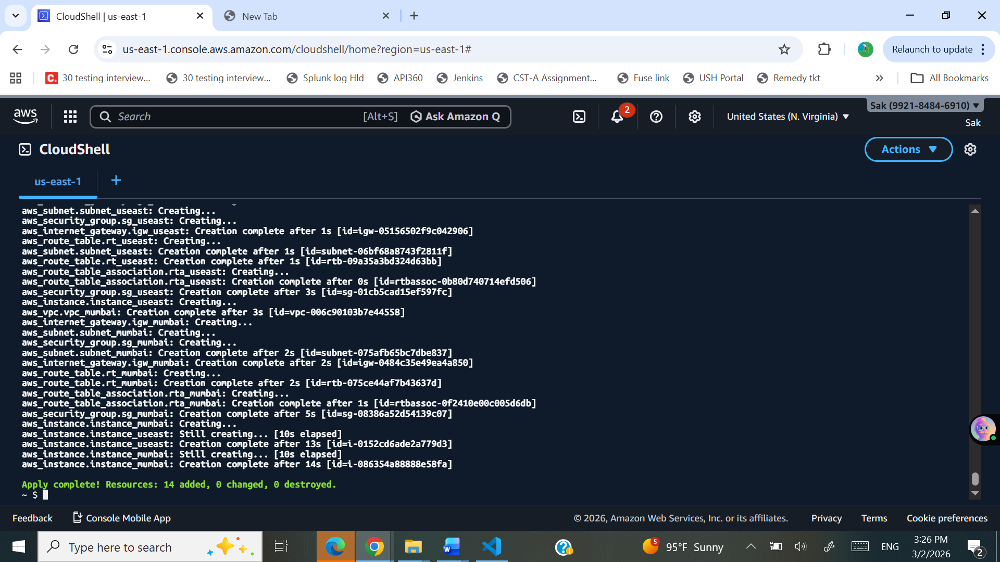 CloudShell | us-east-1
New Tab
us-east-1.console.aws.amazon.com/cloudshell/home?region=us-east-1#
Relaunch to update
C. 30 testing interview...
30 testing interview...
Splunk log Hld
API360
Jenkins
CST-A Assignment...
Fuse link
USH Portal
Remedy tkt
»
All Bookmarks
aws
Search
[Alt+S]
Ask Amazon Q
2
United States (N. Virginia)
Sak (9921-8484-6910)
Sak
CloudShell
Actions
us-east-1
+
aws_subnet.subnet_useast: Creating...
aws_security_group.sg_useast: Creating...
aws_internet_gateway.igw_useast: Creation complete after 1s [id=igw-05156502f9c042906]
aws_route_table.rt_useast: Creating...
aws_subnet.subnet_useast: Creation complete after 1s [id=subnet-06bf68a8743f2811f]
aws_route_table.rt_useast: Creation complete after 1s [id=rtb-09a35a3bd324d63bb]
aws_route_table_association.rta_useast: Creating...
aws_route_table_association.rta_useast: Creation complete after 0s [id=rtbassoc-0b80d740714efd506]
aws_security_group.sg_useast: Creation complete after 3s [id=sg-01cb5cad15ef597fc]
aws_instance.instance_useast: Creating...
aws_vpc.vpc_mumbai: Creation complete after 3s [id=vpc-006c90103b7e44558]
aws_internet_gateway.igw_mumbai: Creating...
aws_subnet.subnet_mumbai: Creating...
aws_security_group.sg_mumbai: Creating...
aws_subnet.subnet_mumbai: Creation complete after 2s [id=subnet-075afb65bc7dbe837]
aws_internet_gateway.igw_mumbai: Creation complete after 2s [id=igw-0484c35e49ea4a850]
aws_route_table.rt_mumbai: Creating...
aws_route_table.rt_mumbai: Creation complete after 2s [id=rtb-075ce44af7b43637d]
aws_route_table_association.rta_mumbai: Creating...
aws_route_table_association.rta_mumbai: Creation complete after 1s [id=rtbassoc-0f2410e00c005d6db]
aws_security_group.sg_mumbai: Creation complete after 5s [id=sg-08386a52d54139c07]
aws_instance.instance_mumbai: Creating...
aws_instance.instance_useast: Still creating... [10s elapsed]
aws_instance.instance_useast: Creation complete after 13s [id=i-0152cd6ade2a779d3]
aws_instance.instance_mumbai: Still creating... [10s elapsed]
aws_instance.instance_mumbai: Creation complete after 14s [id=i-086354a88888e58fa]
Apply complete! Resources: 14 added, 0 changed, 0 destroyed.
~ $
Feedback
Console Mobile App
© 2026, Amazon Web Services, Inc. or its affiliates.
Privacy
Terms
Cookie preferences
Type here to search
5
95°F Sunny
ENG
3:26 PM
3/2/2026
2